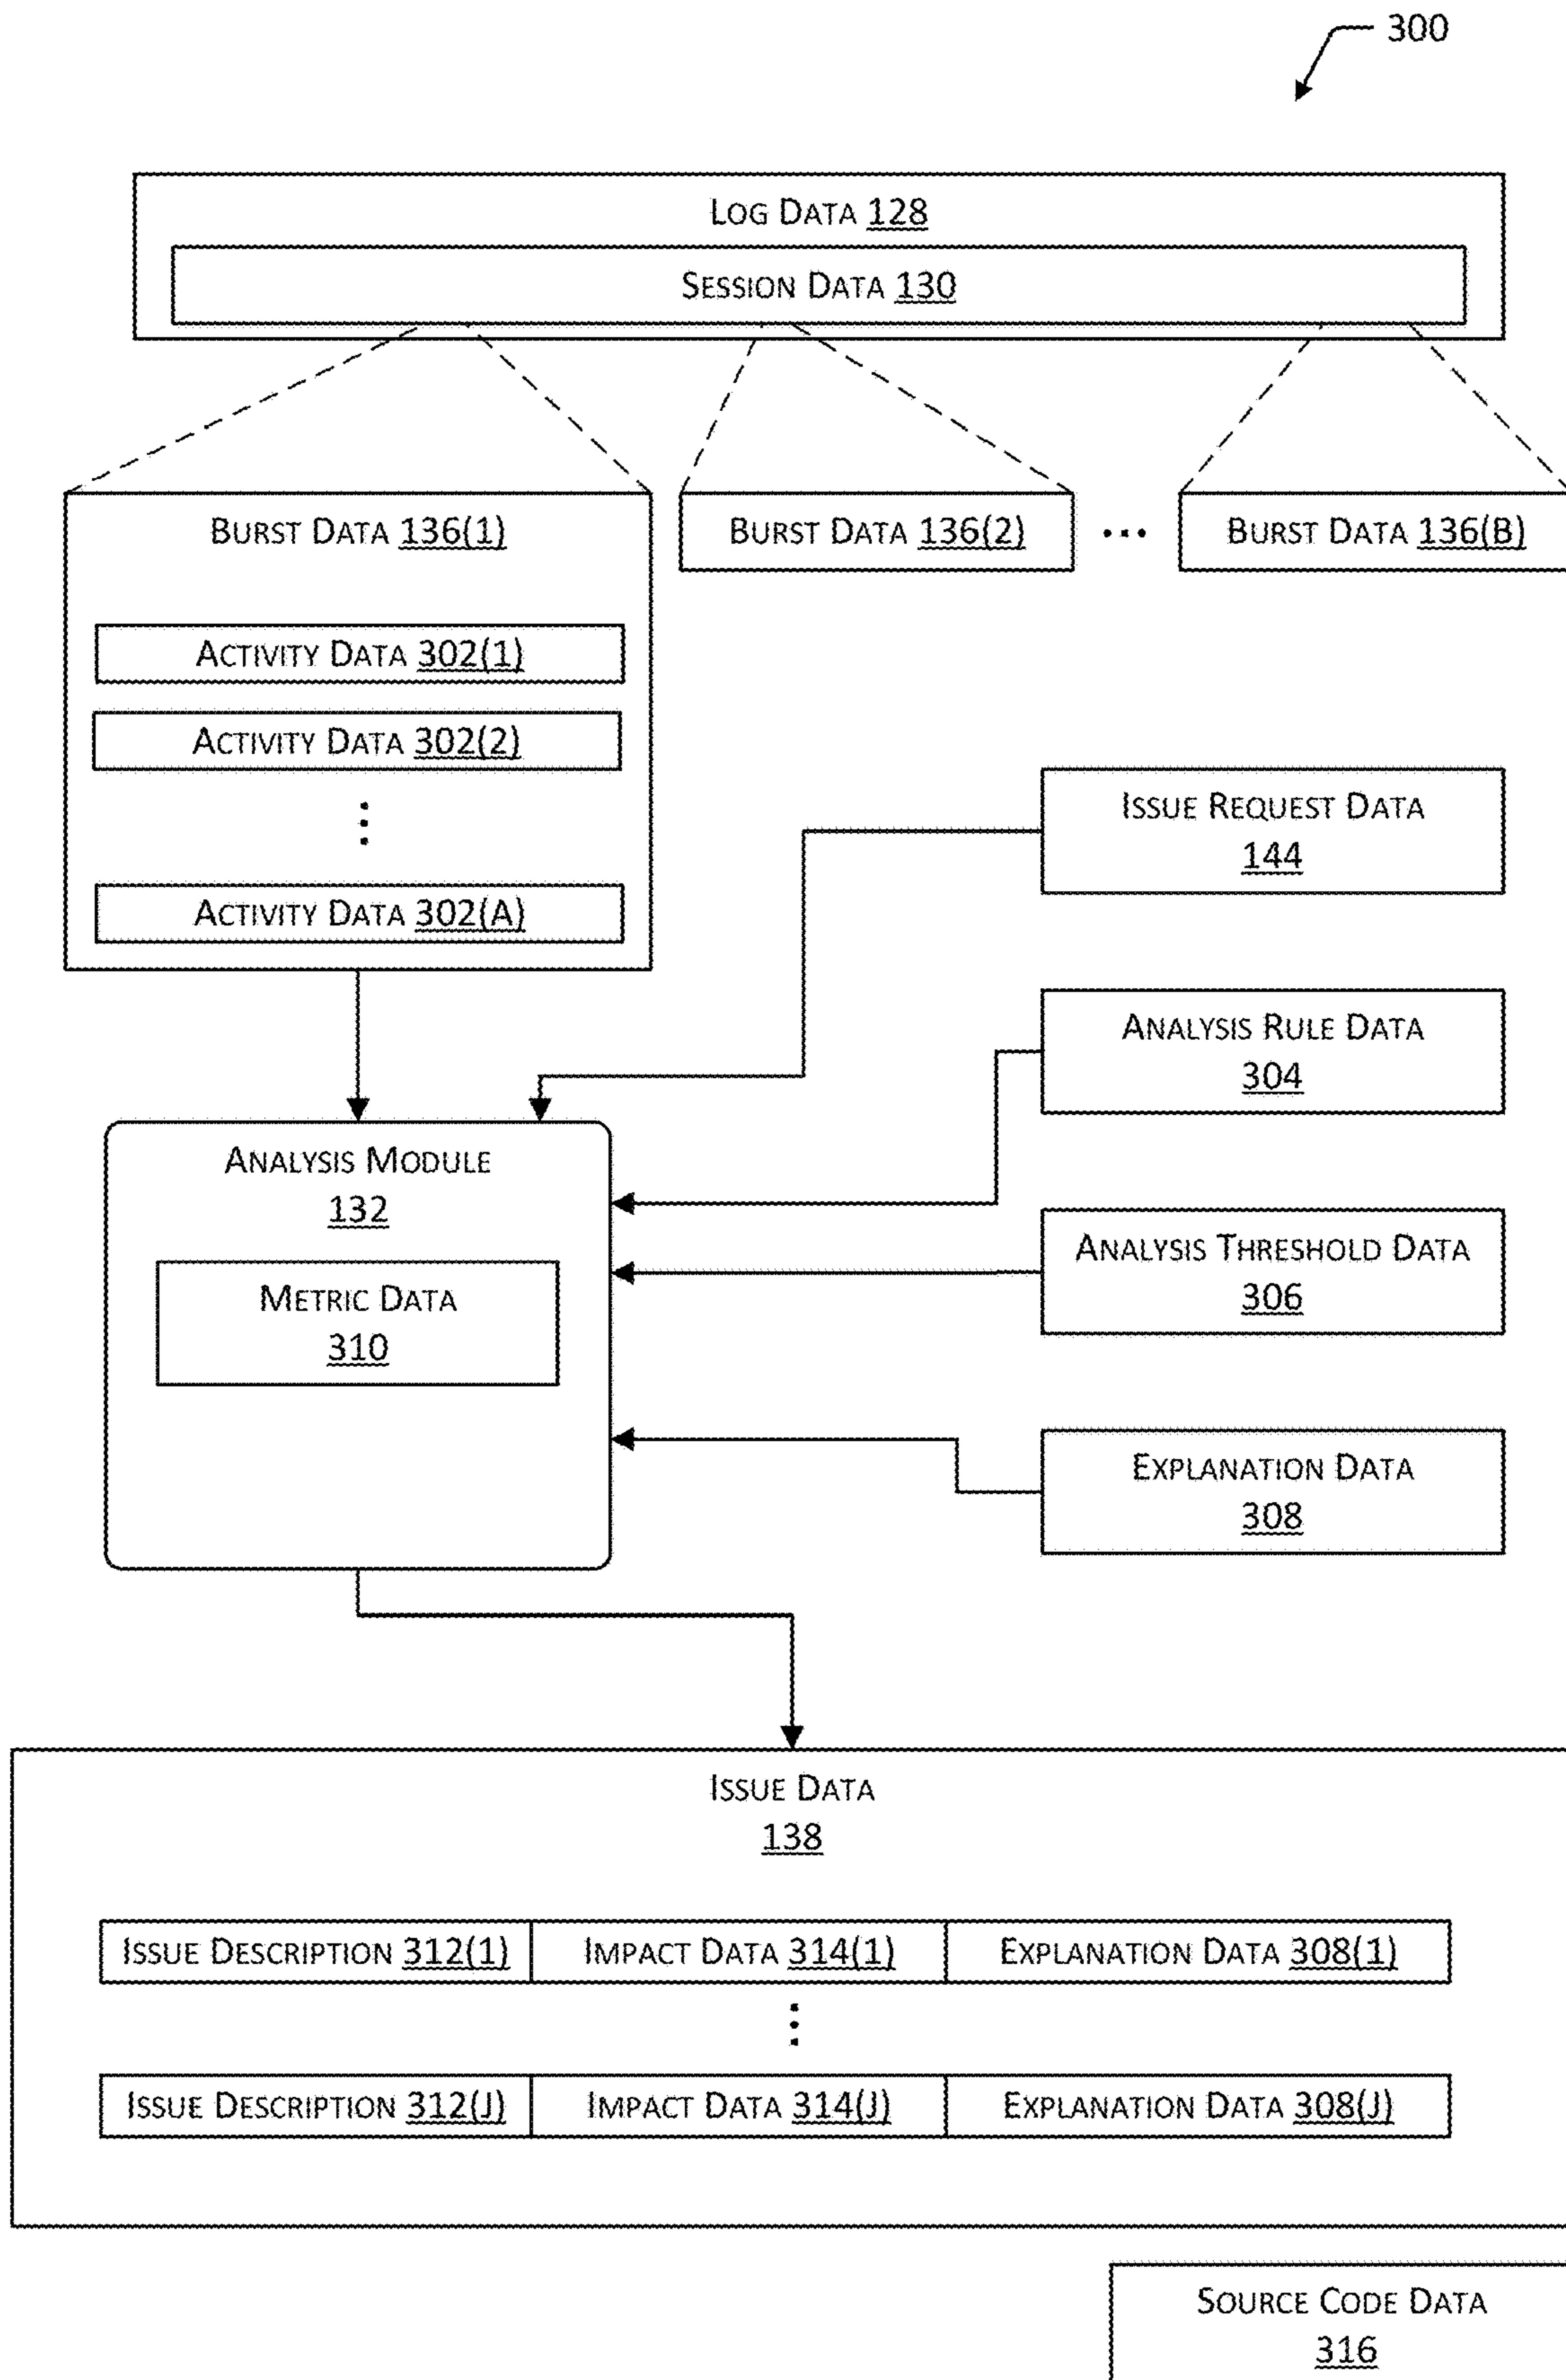 300
LOG DATA 128
SESSION DATA 130
BURST DATA 136(1)
BURST DATA 136(2)
...
BURST DATA 136(B)
ACTIVITY DATA 302(1)
ACTIVITY DATA 302(2)
⋮
ACTIVITY DATA 302(A)
ISSUE REQUEST DATA
144
ANALYSIS RULE DATA
304
ANALYSIS MODULE
132
METRIC DATA
310
ANALYSIS THRESHOLD DATA
306
EXPLANATION DATA
308
ISSUE DATA
138
ISSUE DESCRIPTION 312(1)
IMPACT DATA 314(1)
EXPLANATION DATA 308(1)
⋮
ISSUE DESCRIPTION 312(J)
IMPACT DATA 314(J)
EXPLANATION DATA 308(J)
SOURCE CODE DATA
316